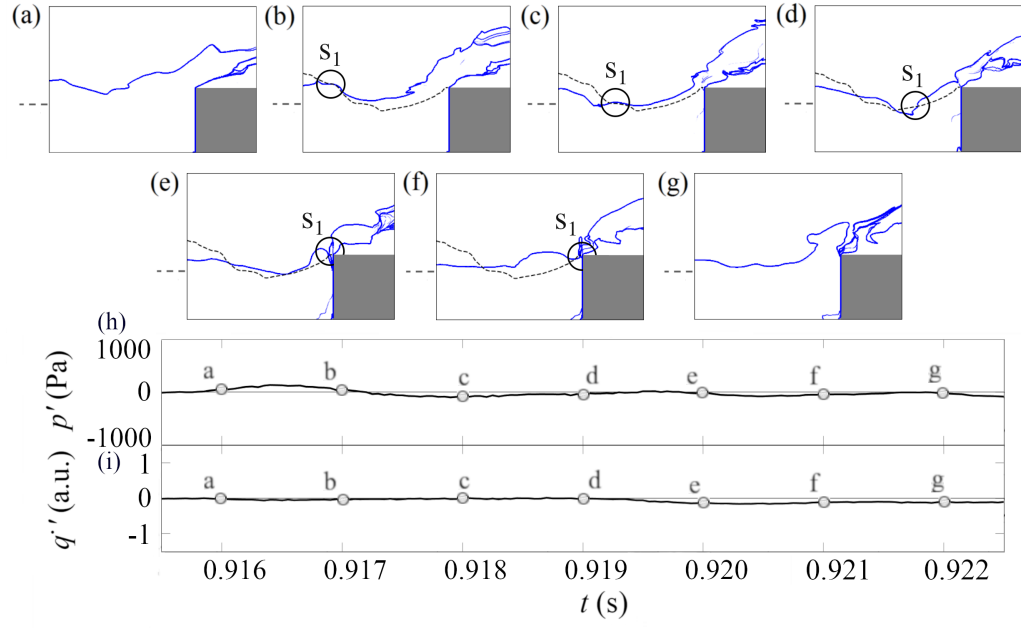 (a) (b) (c) (d)
S1 S1 S1
(e) (f) (g)
S1 S1
(h)
1000
0
-1000
p' (Pa)
a b c d e f g
(i)
1
0
-1
q̇' (a.u.)
a b c d e f g
0.916 0.917 0.918 0.919 0.920 0.921 0.922
t (s)